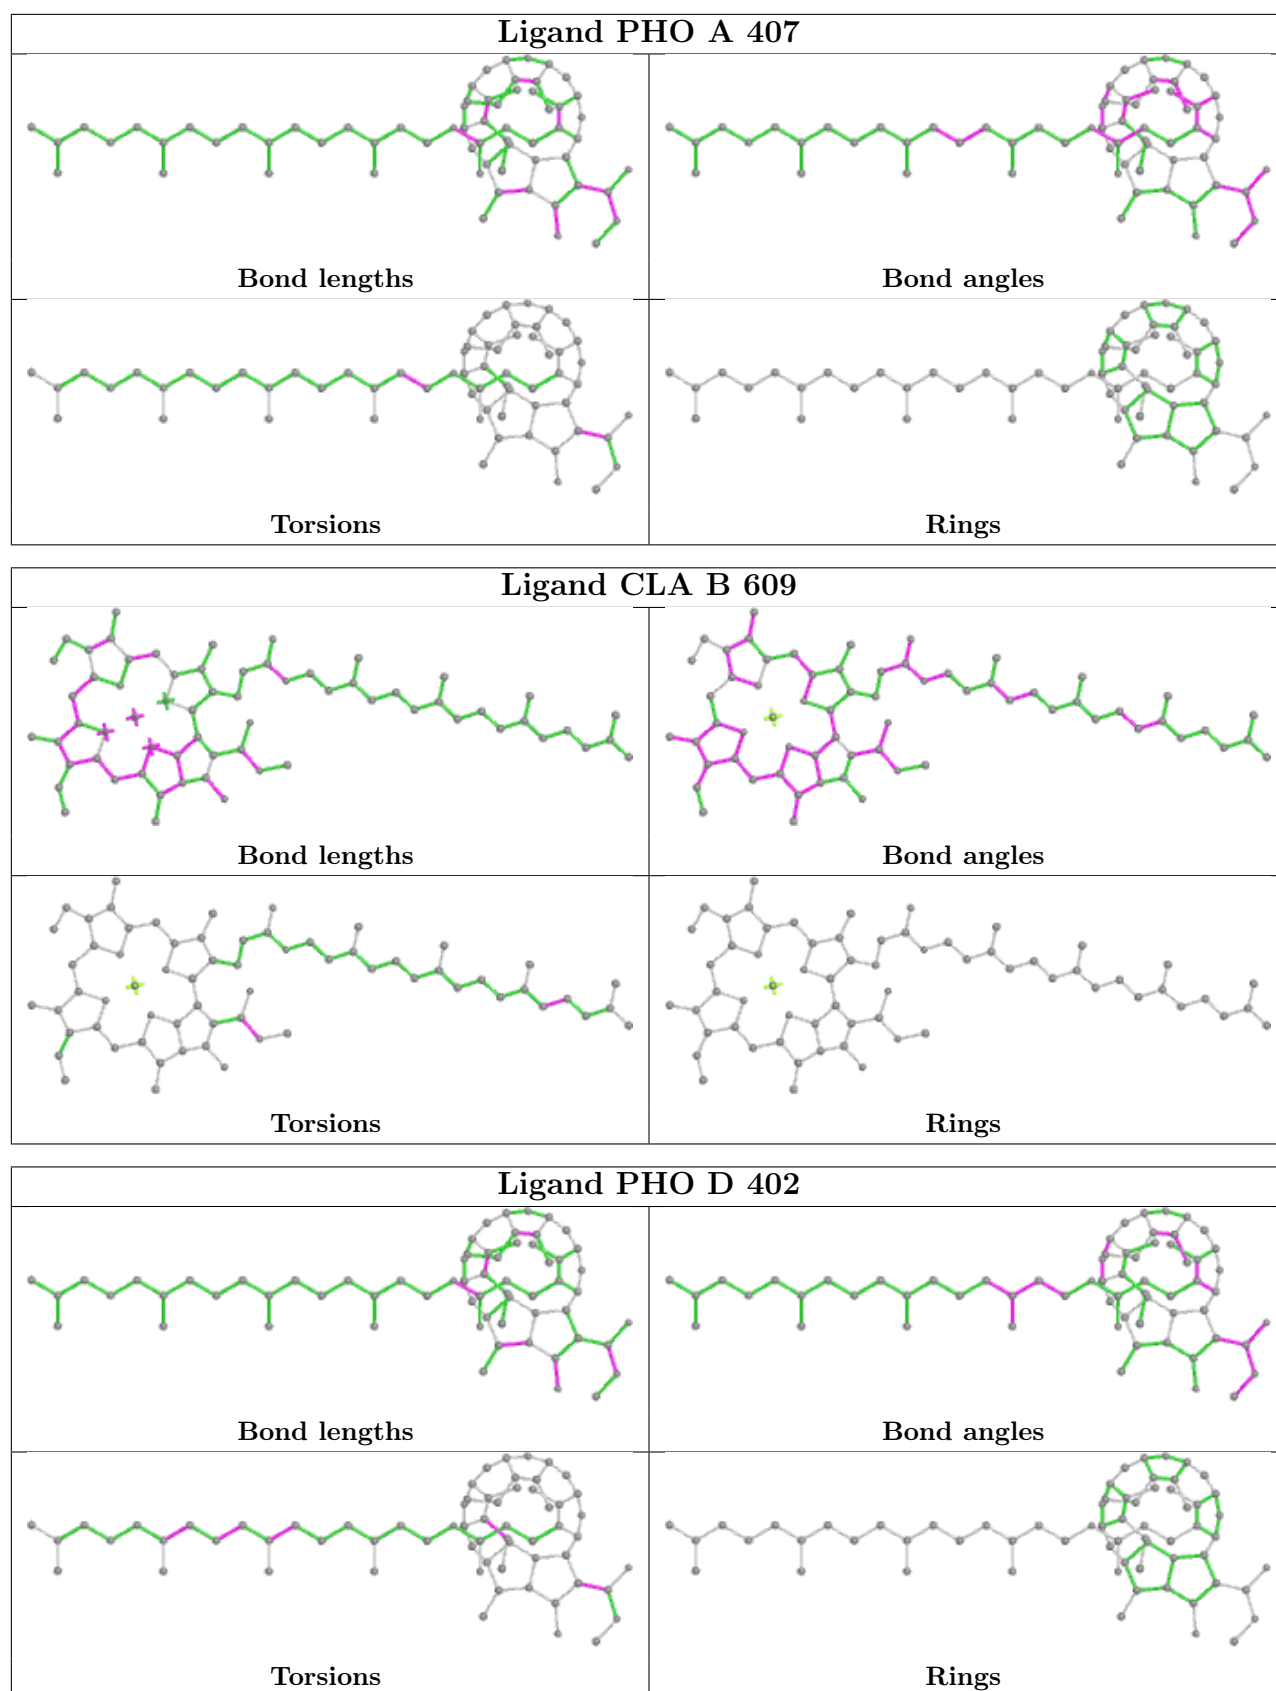 Ligand PHO A 407
Bond lengths
Bond angles
Torsions
Rings
Ligand CLA B 609
Bond lengths
Bond angles
Torsions
Rings
Ligand PHO D 402
Bond lengths
Bond angles
Torsions
Rings